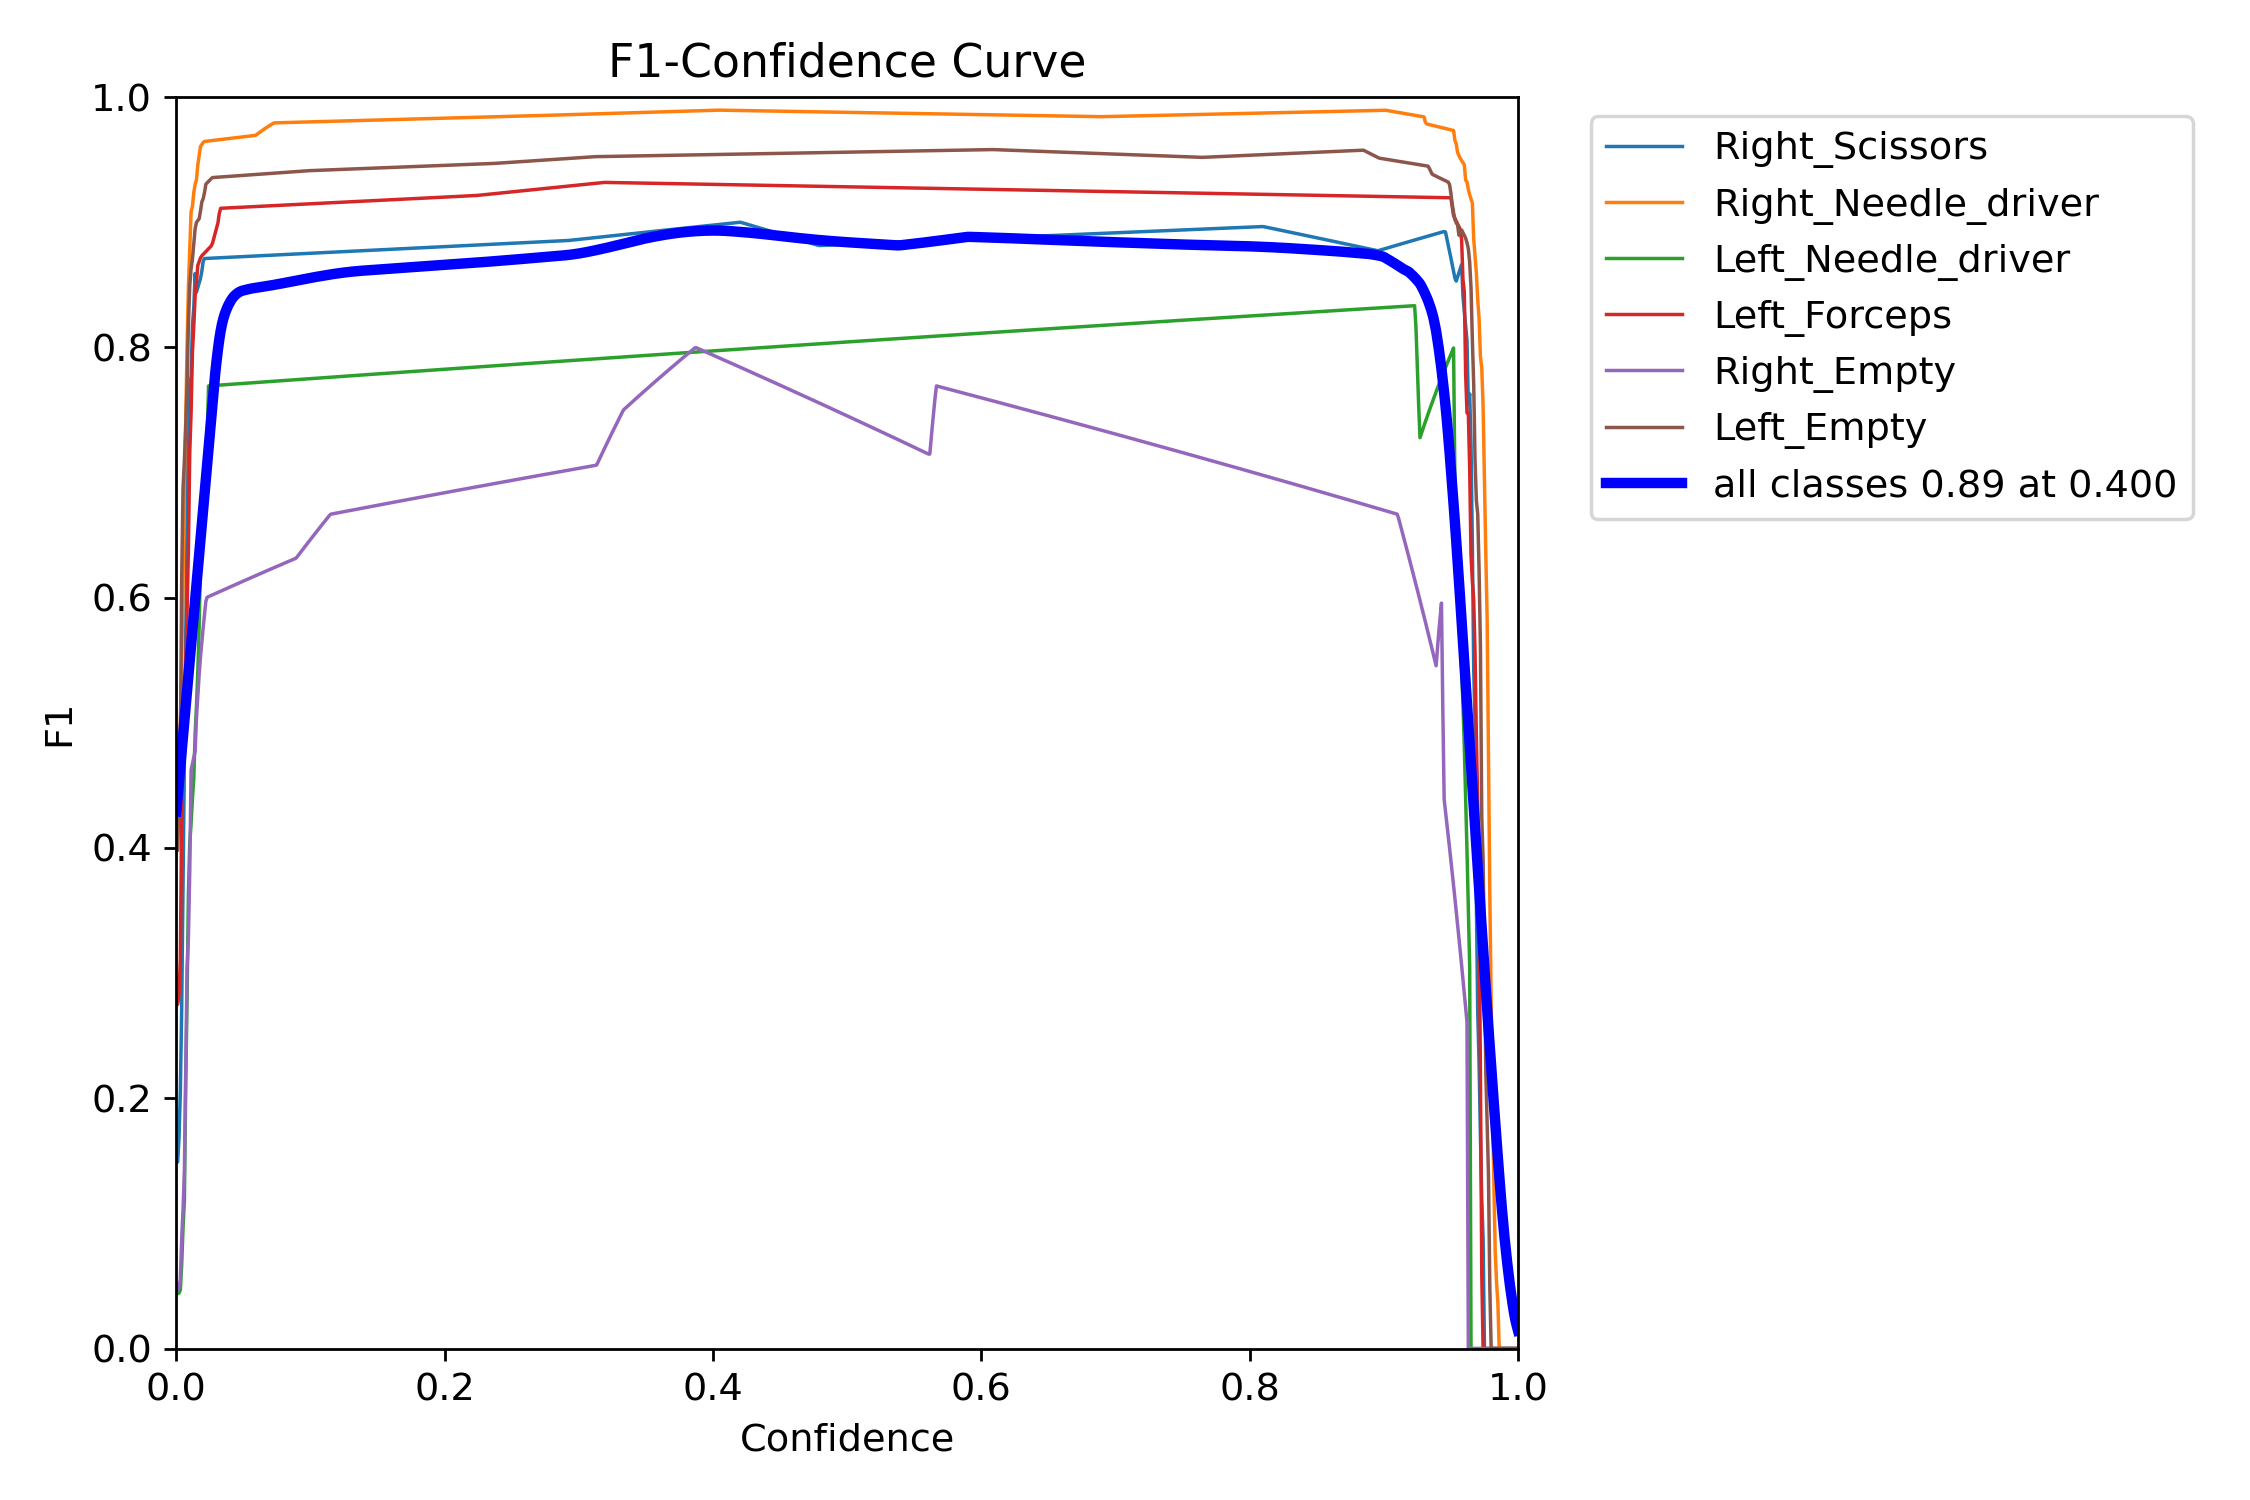 F1-Confidence Curve
1.0
0.8
0.6
0.4
0.2
0.0
F1
0.0 0.2 0.4 0.6 0.8 1.0
Confidence
Right_Scissors
Right_Needle_driver
Left_Needle_driver
Left_Forceps
Right_Empty
Left_Empty
all classes 0.89 at 0.400